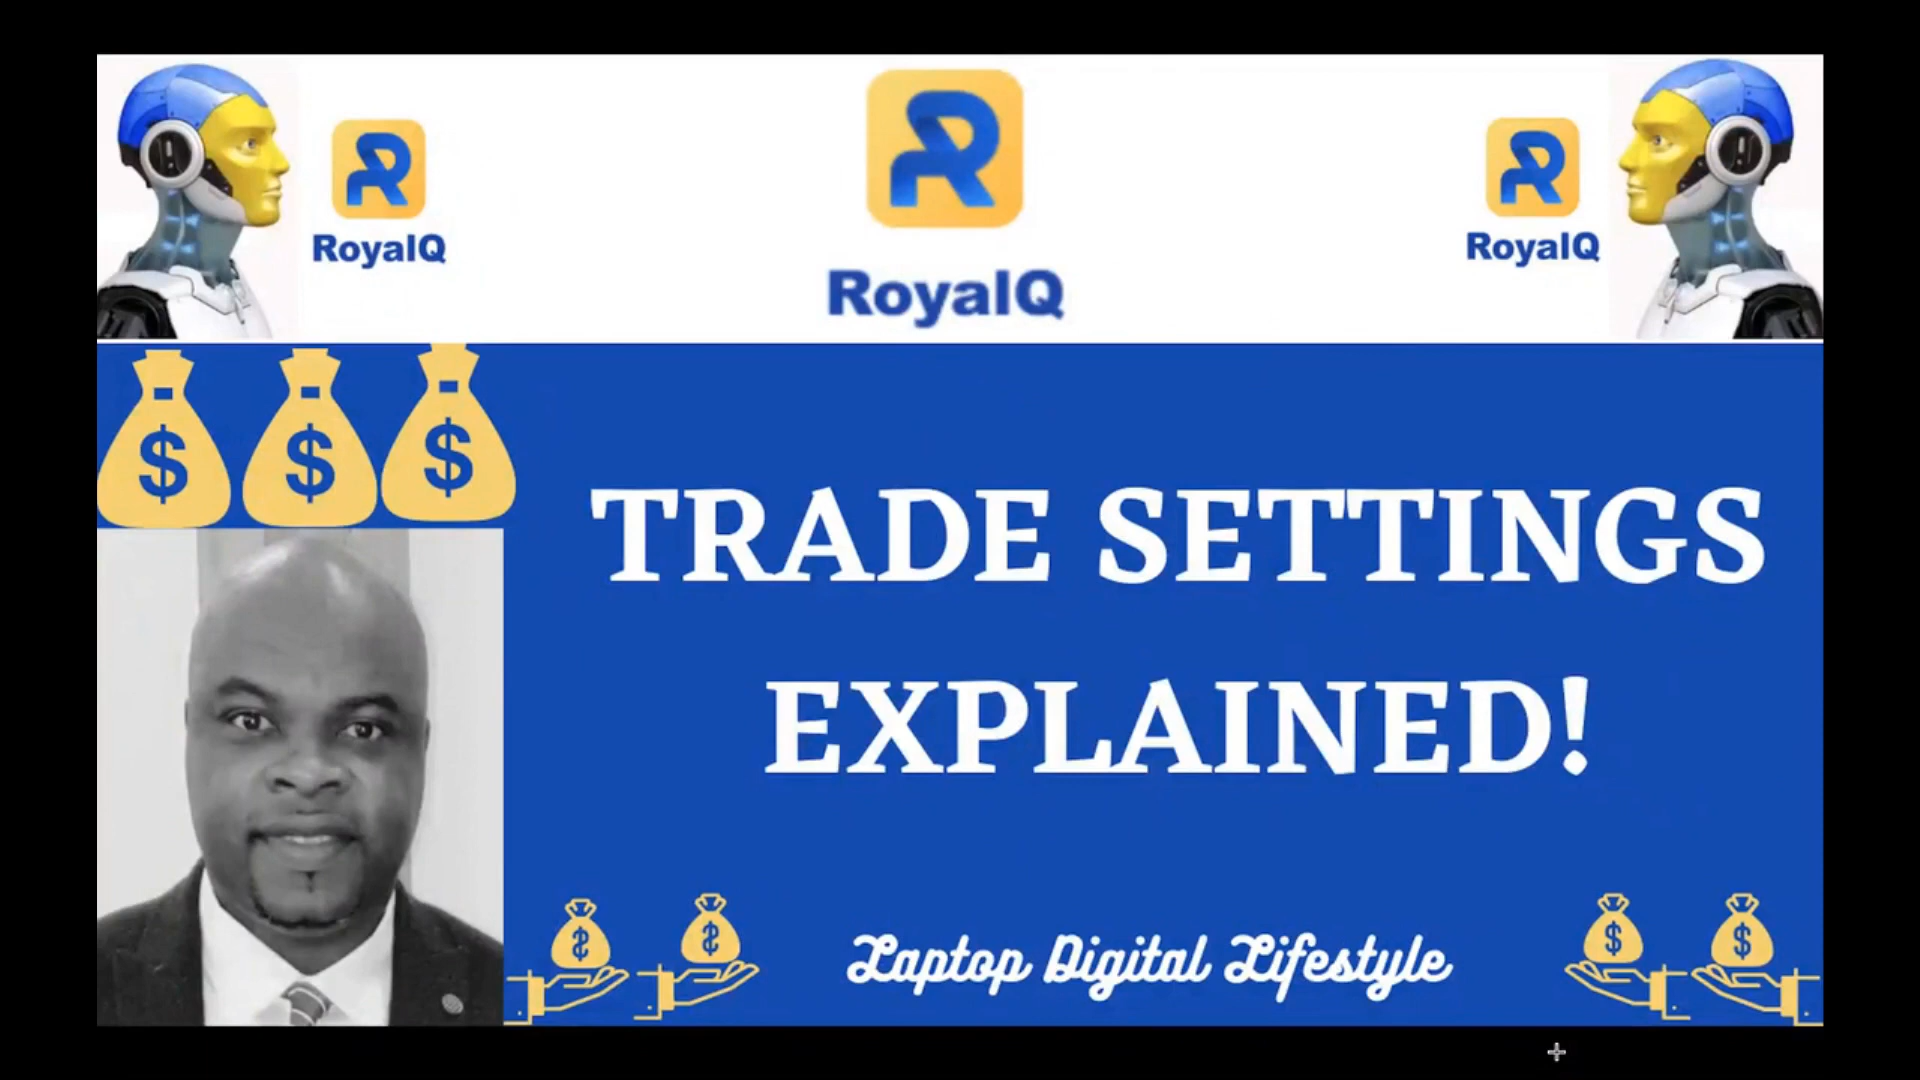 RoyalQ
RoyalQ
RoyalQ
$ $ $
TRADE SETTINGS
EXPLAINED!
Laptop Digital Lifestyle
$ $ $ $